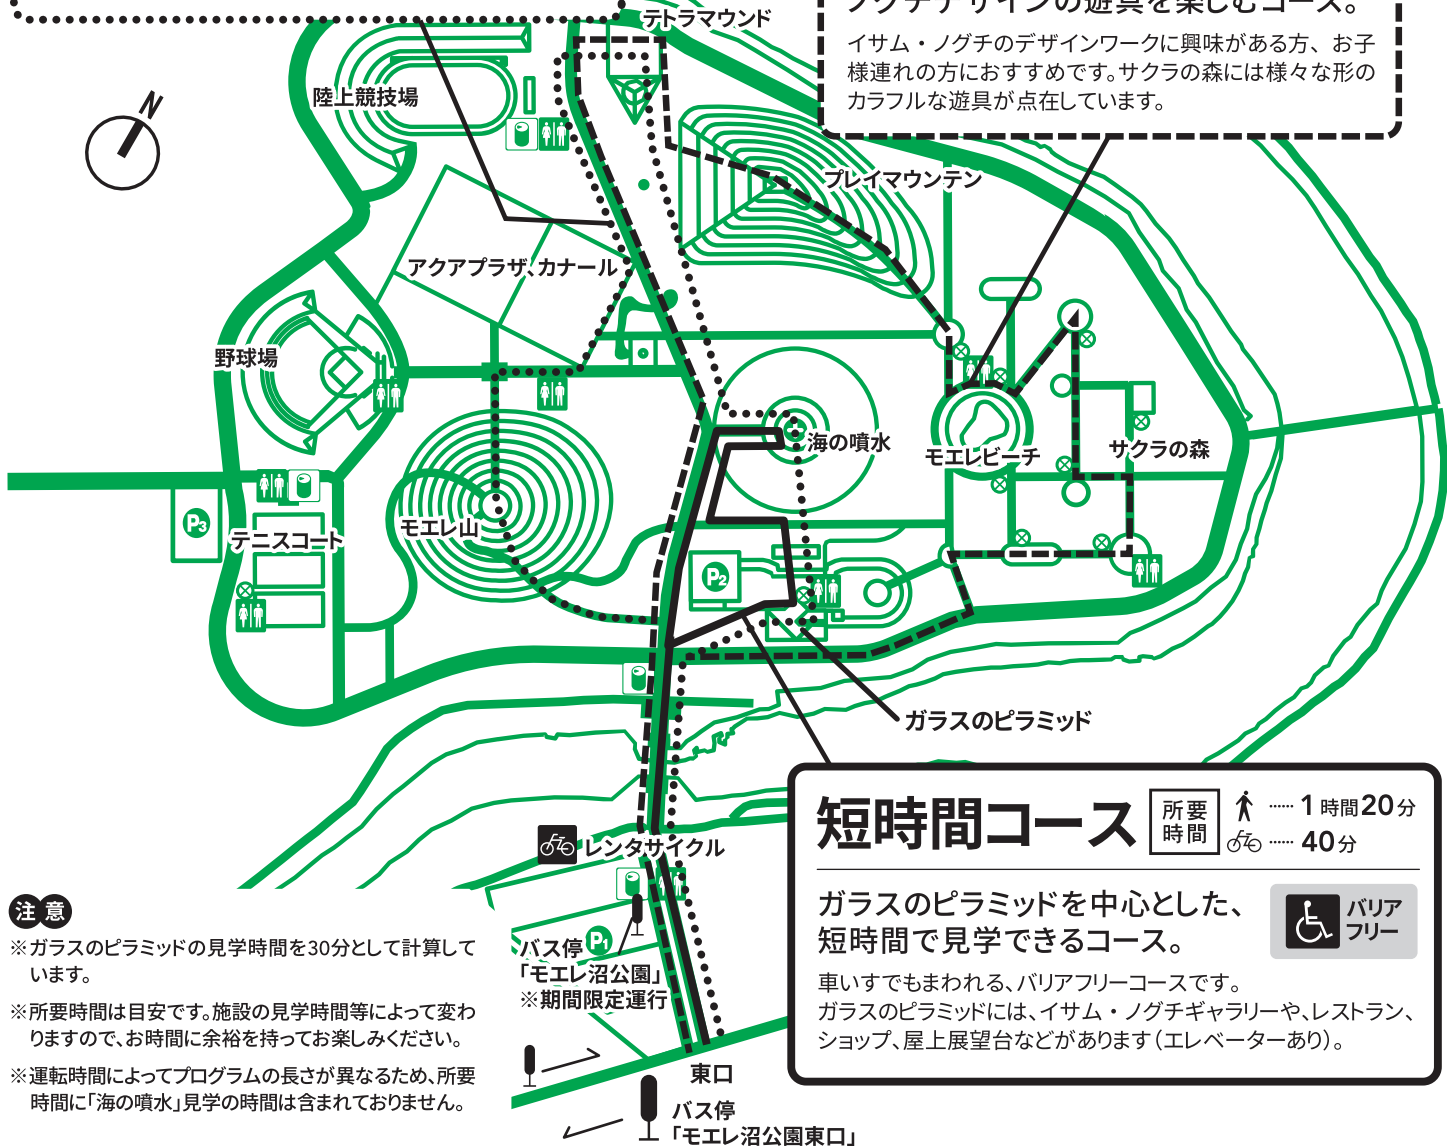 テトラマウンド
ノグチデザインの遊具を楽しむコース。
イサム・ノグチのデザインワークに興味がある方、お子
様連れの方におすすめです。サクラの森には様々な形の
カラフルな遊具が点在しています。
N
陸上競技場
プレイマウンテン
アクアプラザ、カナール
野球場
海の噴水
モエレビーチ
サクラの森
P3
テニスコート
モエレ山
P2
ガラスのピラミッド
短時間コース
所要
時間
…… 1時間20分
…… 40分
ガラスのピラミッドを中心とした、
短時間で見学できるコース。
バリア
フリー
車いすでもまわれる、バリアフリーコースです。
ガラスのピラミッドには、イサム・ノグチギャラリーや、レストラン、
ショップ、屋上展望台などがあります（エレベーターあり）。
レンタサイクル
バス停
「モエレ沼公園」
※期間限定運行
P1
東口
バス停
「モエレ沼公園東口」
注意
※ガラスのピラミッドの見学時間を30分として計算して
います。
※所要時間は目安です。施設の見学時間等によって変わ
りますので、お時間に余裕を持ってお楽しみください。
※運転時間によってプログラムの長さが異なるため、所要
時間に「海の噴水」見学の時間は含まれておりません。